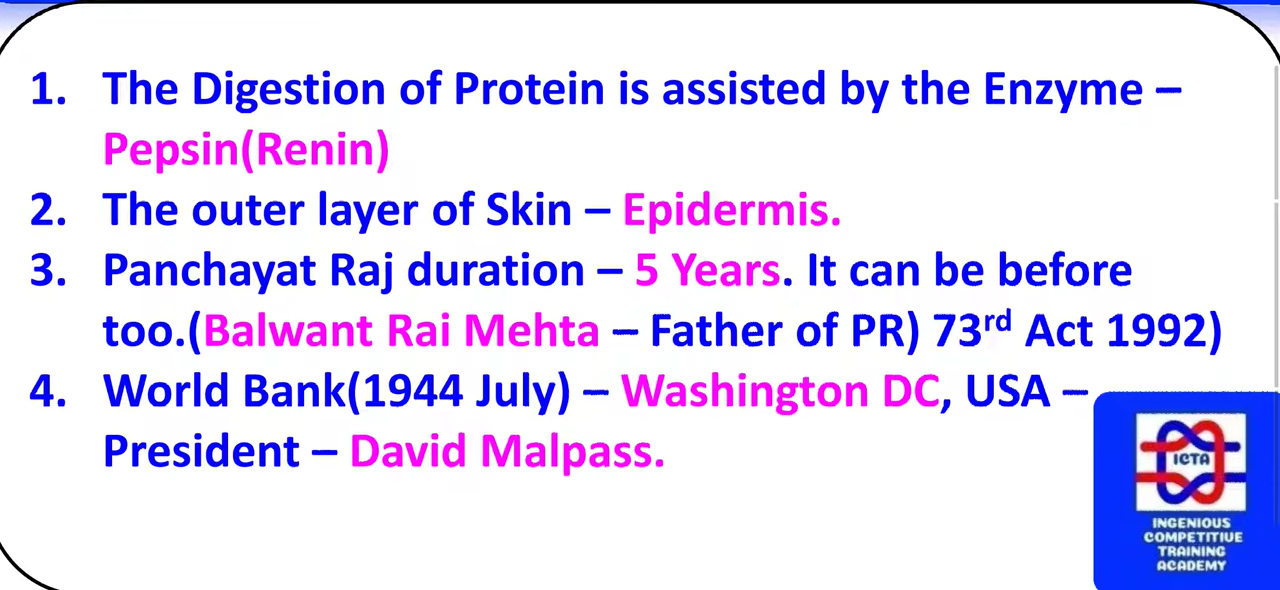 1. The Digestion of Protein is assisted by the Enzyme –
Pepsin(Renin)
2. The outer layer of Skin – Epidermis.
3. Panchayat Raj duration – 5 Years. It can be before
too.(Balwant Rai Mehta – Father of PR) 73rd Act 1992)
4. World Bank(1944 July) – Washington DC, USA –
President – David Malpass.
ICTA
INGENIOUS
COMPETITIVE
TRAINING
ACADEMY